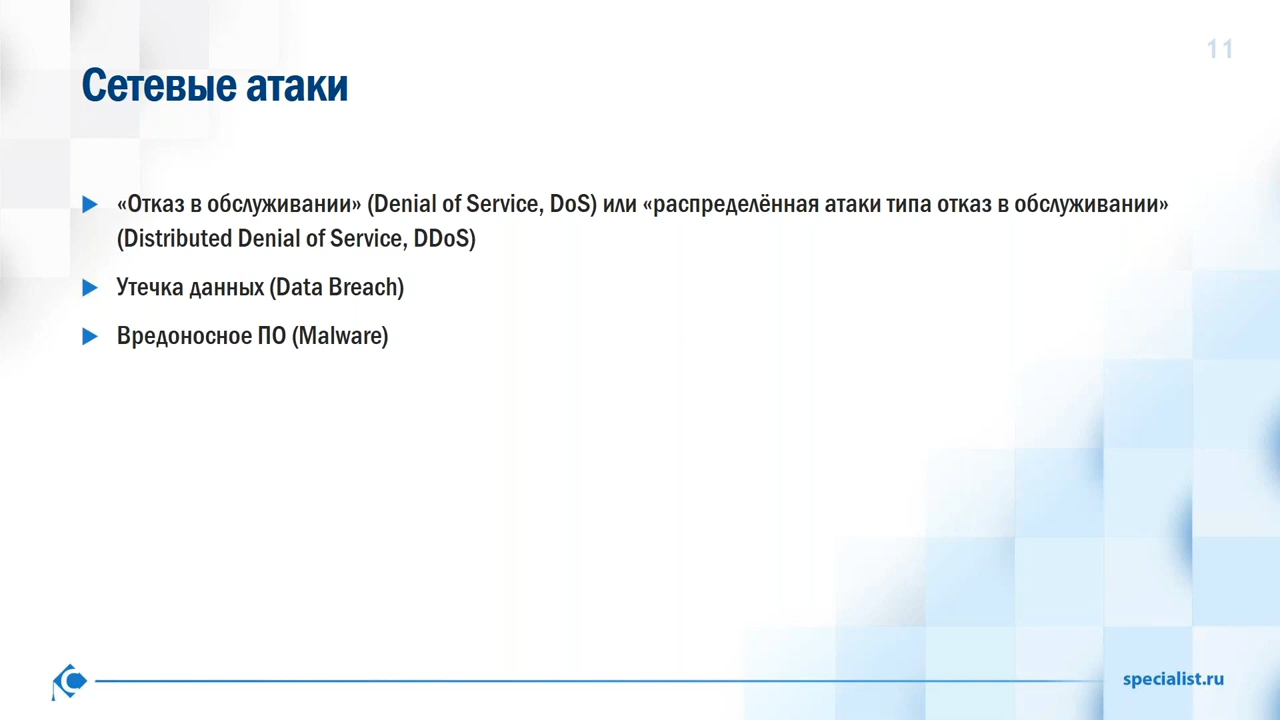 11
Сетевые атаки
«Отказ в обслуживании» (Denial of Service, DoS) или «распределённая атаки типа отказ в обслуживании»
(Distributed Denial of Service, DDoS)
Утечка данных (Data Breach)
Вредоносное ПО (Malware)
specialist.ru